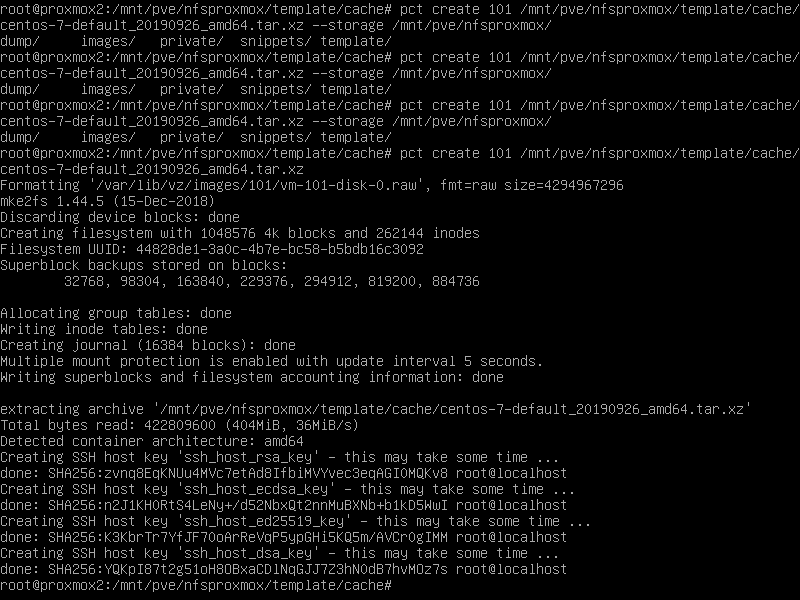 root@proxmox2:/mnt/pve/nfsproxmox/template/cache# pct create 101 /mnt/pve/nfsproxmox/template/cache/
centos-7-default_20190926_amd64.tar.xz --storage /mnt/pve/nfsproxmox/
dump/     images/   private/  snippets/ template/
root@proxmox2:/mnt/pve/nfsproxmox/template/cache# pct create 101 /mnt/pve/nfsproxmox/template/cache/
centos-7-default_20190926_amd64.tar.xz --storage /mnt/pve/nfsproxmox/
dump/     images/   private/  snippets/ template/
root@proxmox2:/mnt/pve/nfsproxmox/template/cache# pct create 101 /mnt/pve/nfsproxmox/template/cache/
centos-7-default_20190926_amd64.tar.xz --storage /mnt/pve/nfsproxmox/
dump/     images/   private/  snippets/ template/
root@proxmox2:/mnt/pve/nfsproxmox/template/cache# pct create 101 /mnt/pve/nfsproxmox/template/cache/
centos-7-default_20190926_amd64.tar.xz
Formatting '/var/lib/vz/images/101/vm-101-disk-0.raw', fmt=raw size=4294967296
mke2fs 1.44.5 (15-Dec-2018)
Discarding device blocks: done
Creating filesystem with 1048576 4k blocks and 262144 inodes
Filesystem UUID: 44828de1-3a0c-4b7e-bc58-b5bdb16c3092
Superblock backups stored on blocks:
        32768, 98304, 163840, 229376, 294912, 819200, 884736

Allocating group tables: done
Writing inode tables: done
Creating journal (16384 blocks): done
Multiple mount protection is enabled with update interval 5 seconds.
Writing superblocks and filesystem accounting information: done

extracting archive '/mnt/pve/nfsproxmox/template/cache/centos-7-default_20190926_amd64.tar.xz'
Total bytes read: 422809600 (404MiB, 36MiB/s)
Detected container architecture: amd64
Creating SSH host key 'ssh_host_rsa_key' - this may take some time ...
done: SHA256:zvnq8EqKNUu4MVc7etAd8IfbiMVYvec3eqAGI0MQKv8 root@localhost
Creating SSH host key 'ssh_host_ecdsa_key' - this may take some time ...
done: SHA256:n2J1KH0RtS4LeNy+/d52NbxQt2nnMuBXNb+b1kD5WwI root@localhost
Creating SSH host key 'ssh_host_ed25519_key' - this may take some time ...
done: SHA256:K3KbrTr7YfJF7OoArReVqP5ypGHi5KQ5m/AVCr0gIMM root@localhost
Creating SSH host key 'ssh_host_dsa_key' - this may take some time ...
done: SHA256:YQKpI87t2g51oH8OBxaCDlNqGJJ7Z3hN0dB7hvMOz7s root@localhost
root@proxmox2:/mnt/pve/nfsproxmox/template/cache#